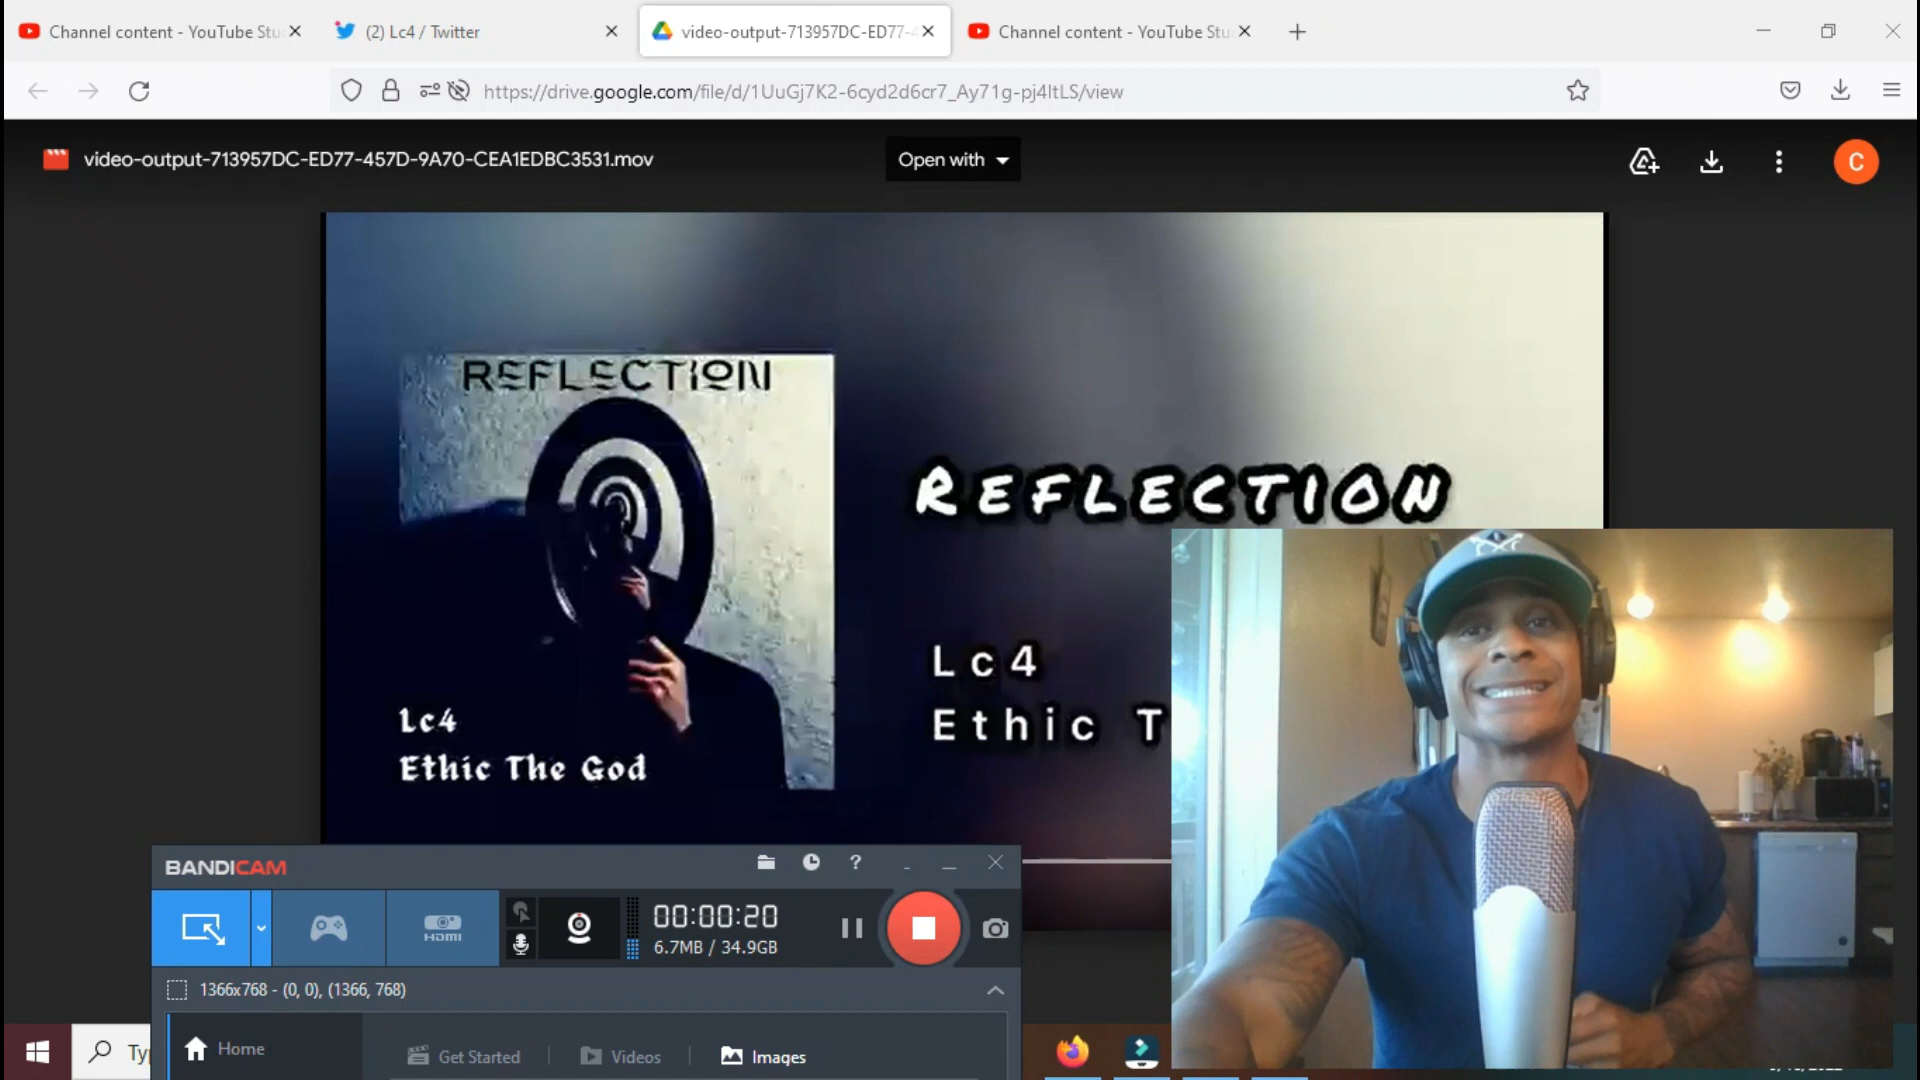 Channel content - YouTube Stu
(2) Lc4 / Twitter
video-output-713957DC-ED77-4
Channel content - YouTube Stu
https://drive.google.com/file/d/1UuGj7K2-6cyd2d6cr7_Ay71g-pj4ltLS/view
video-output-713957DC-ED77-457D-9A70-CEA1EDBC3531.mov
Open with
C
REFLECTION
Reflection
Lc4
Ethic T
Lc4
Ethic The God
BANDICAM
?
HDMI
00:00:20
6.7MB / 34.9GB
1366x768 - (0, 0), (1366, 768)
Home
Get Started
Videos
Images
Ty